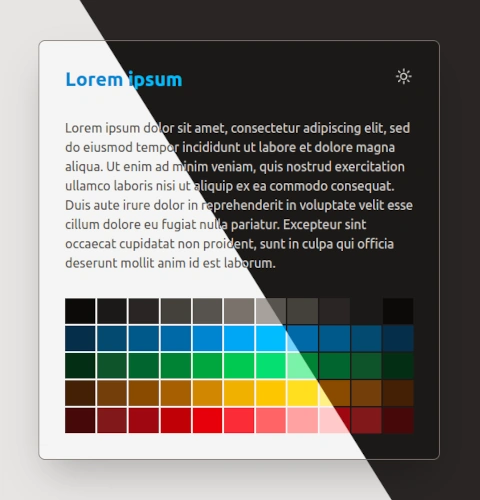 Lorem ipsum
Lorem ipsum dolor sit amet, consectetur adipiscing elit, sed
do eiusmod tempor incididunt ut labore et dolore magna
aliqua. Ut enim ad minim veniam, quis nostrud exercitation
ullamco laboris nisi ut aliquip ex ea commodo consequat.
Duis aute irure dolor in reprehenderit in voluptate velit esse
cillum dolore eu fugiat nulla pariatur. Excepteur sint
occaecat cupidatat non proident, sunt in culpa qui officia
deserunt mollit anim id est laborum.